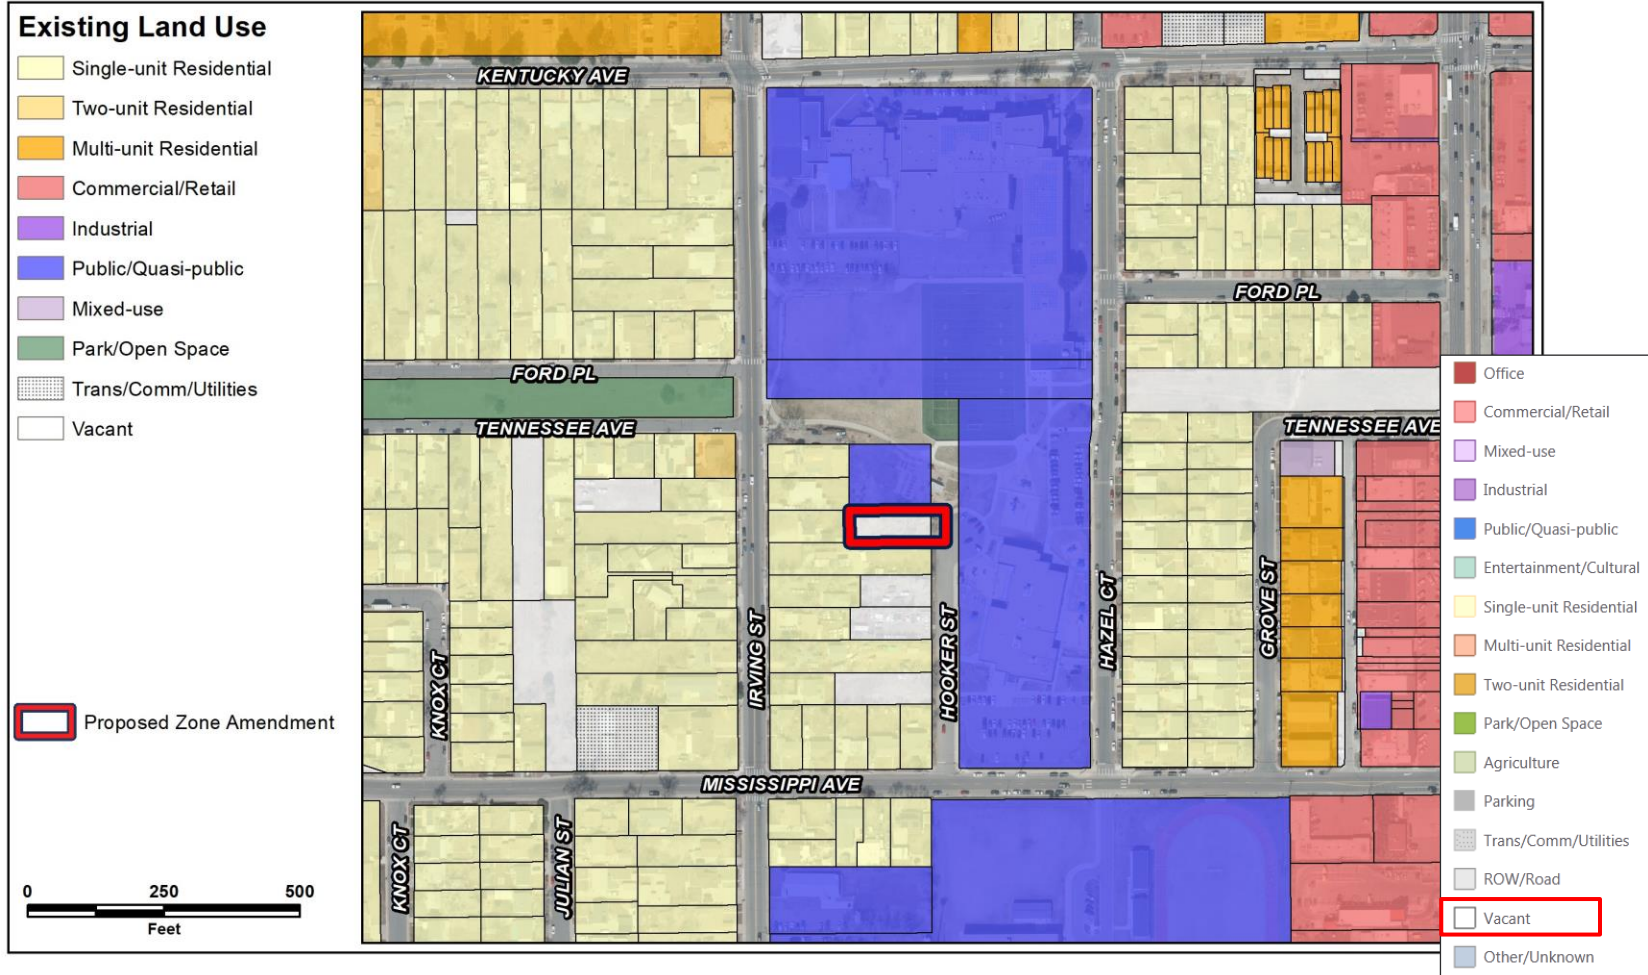 Existing Land Use
Single-unit Residential
Two-unit Residential
Multi-unit Residential
Commercial/Retail
Industrial
Public/Quasi-public
Mixed-use
Park/Open Space
Trans/Comm/Utilities
Vacant
Proposed Zone Amendment
0 250 500
Feet
KENTUCKY AVE
FORD PL
FORD PL
TENNESSEE AVE
TENNESSEE AVE
KNOX CT
IRVING ST
HOOKER ST
HAZEL CT
GROVE ST
MISSISSIPPI AVE
KNOX CT
JULIAN ST
Office
Commercial/Retail
Mixed-use
Industrial
Public/Quasi-public
Entertainment/Cultural
Single-unit Residential
Multi-unit Residential
Two-unit Residential
Park/Open Space
Agriculture
Parking
Trans/Comm/Utilities
ROW/Road
Vacant
Other/Unknown